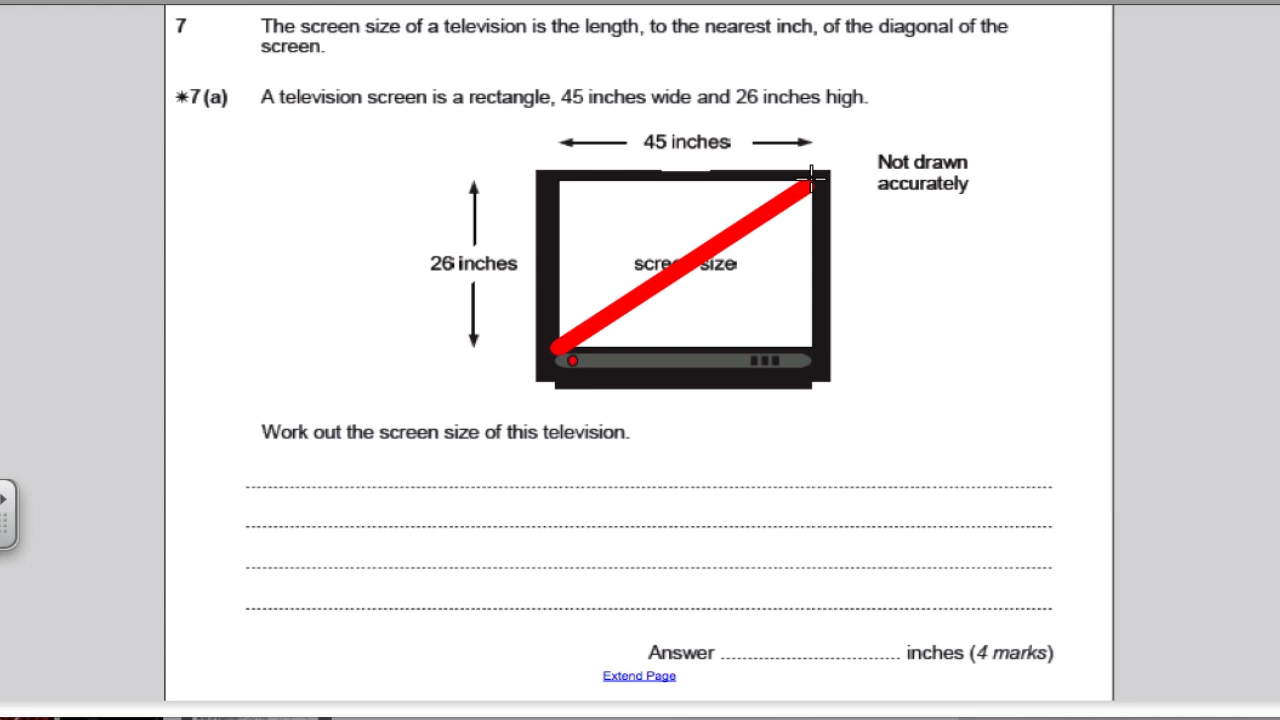 7 The screen size of a television is the length, to the nearest inch, of the diagonal of the
screen.
✶7(a) A television screen is a rectangle, 45 inches wide and 26 inches high.
45 inches
Not drawn
accurately
26 inches
screen size
Work out the screen size of this television.
Answer ................................ inches (4 marks)
Extend Page